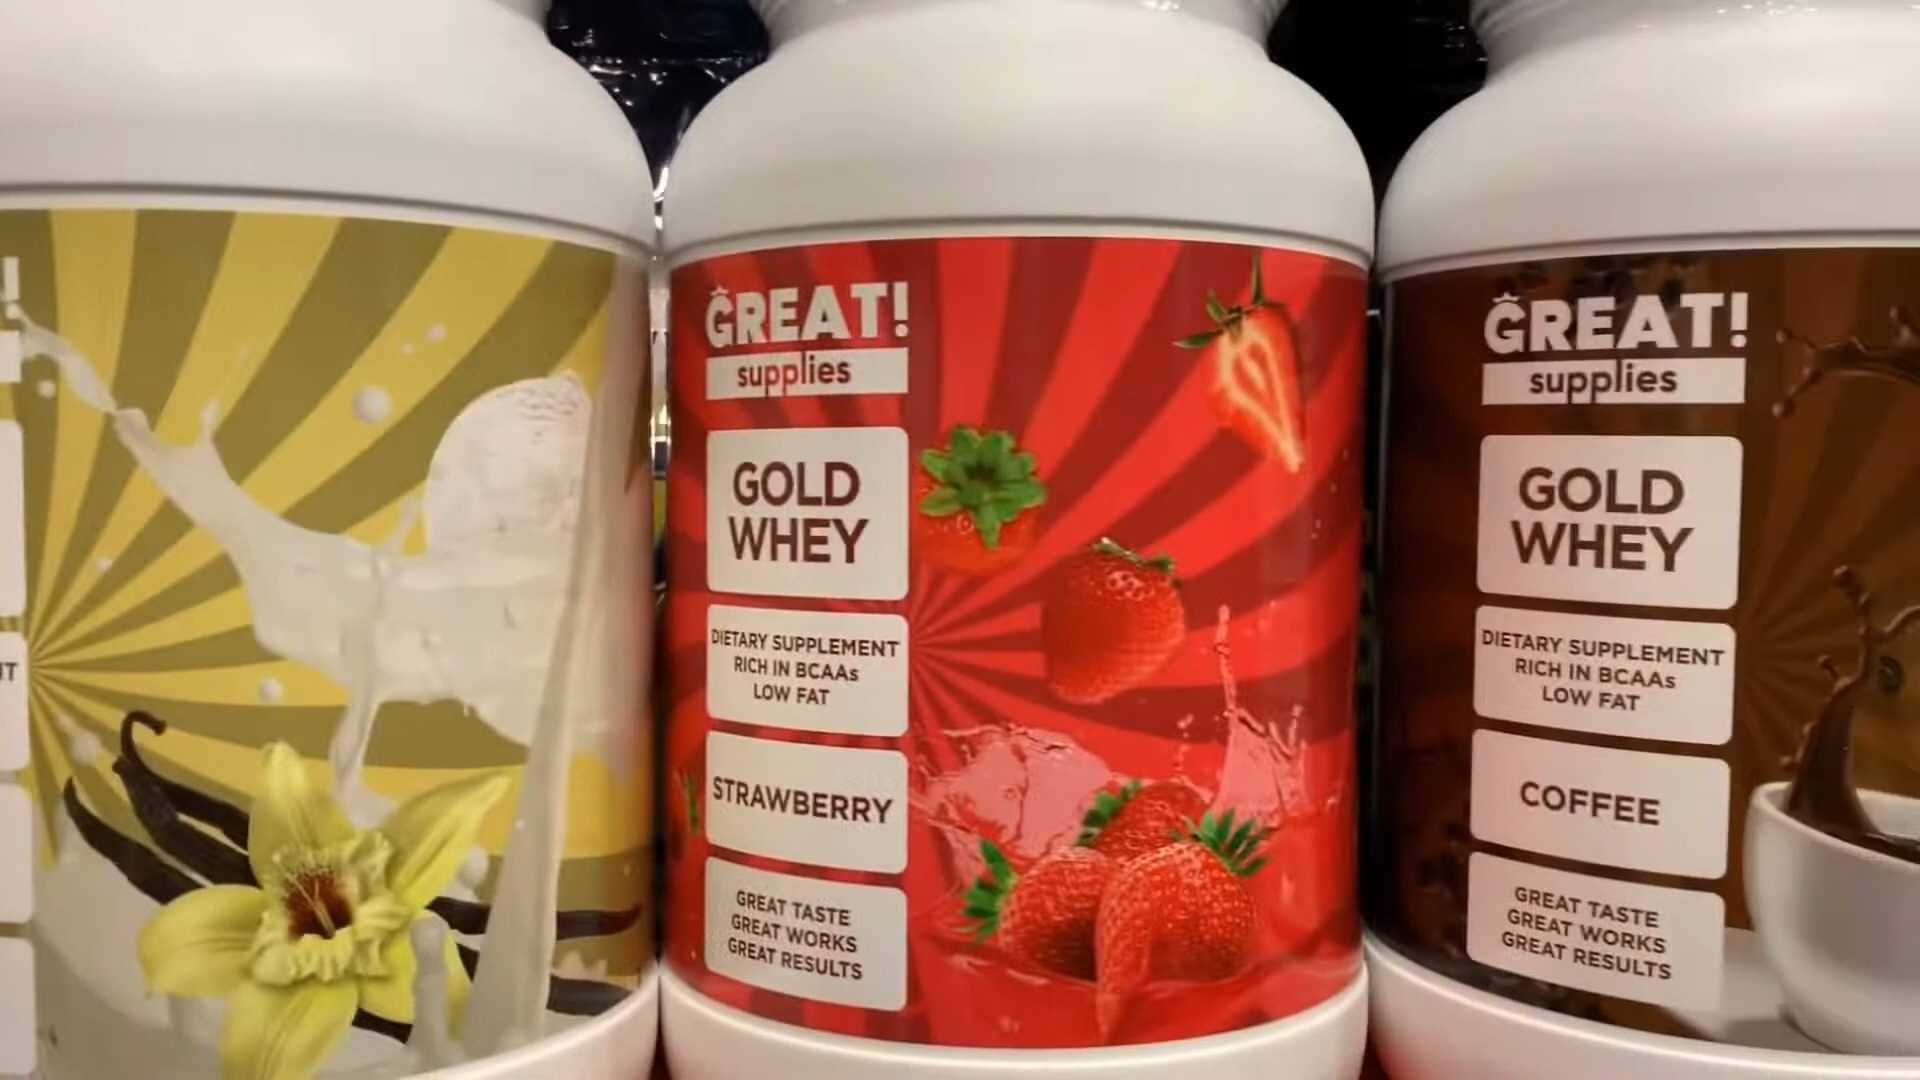 !
T
GREAT!
supplies
GOLD
WHEY
DIETARY SUPPLEMENT
RICH IN BCAAs
LOW FAT
STRAWBERRY
GREAT TASTE
GREAT WORKS
GREAT RESULTS
GREAT!
supplies
GOLD
WHEY
DIETARY SUPPLEMENT
RICH IN BCAAs
LOW FAT
COFFEE
GREAT TASTE
GREAT WORKS
GREAT RESULTS